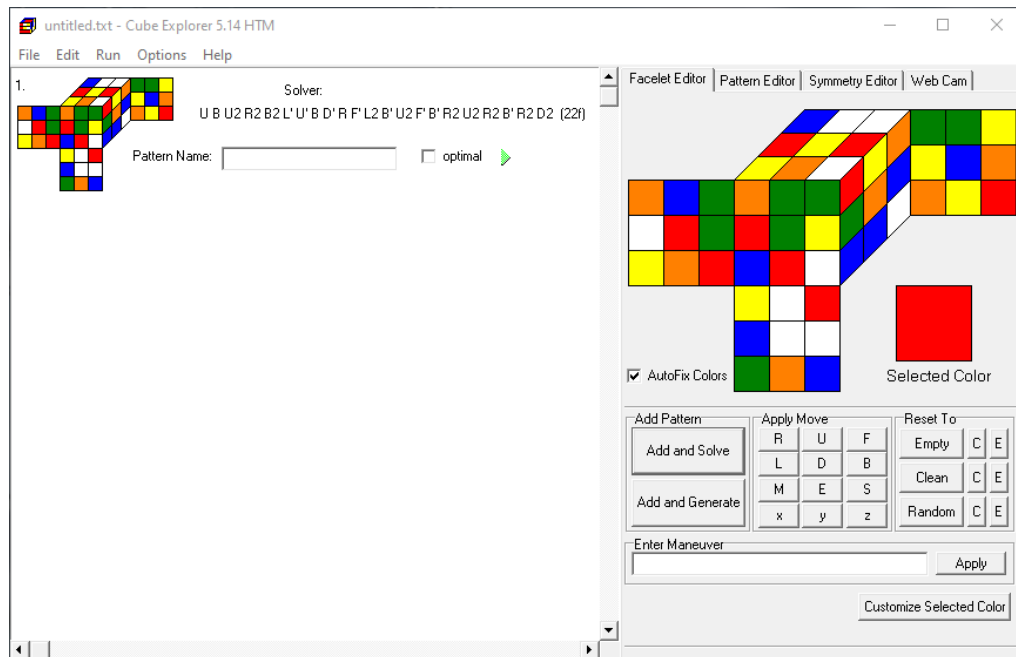 untitled.txt - Cube Explorer 5.14 HTM
File Edit Run Options Help
1.
Solver:
U B U2 R2 B2 L' U' B D' R F' L2 B' U2 F' B' R2 U2 R2 B' R2 D2 (22f)
Pattern Name:
optimal
Facelet Editor Pattern Editor Symmetry Editor Web Cam
AutoFix Colors
Selected Color
Add Pattern
Add and Solve
Add and Generate
Apply Move
R U F
L D B
M E S
x y z
Reset To
Empty C E
Clean C E
Random C E
Enter Maneuver
Apply
Customize Selected Color